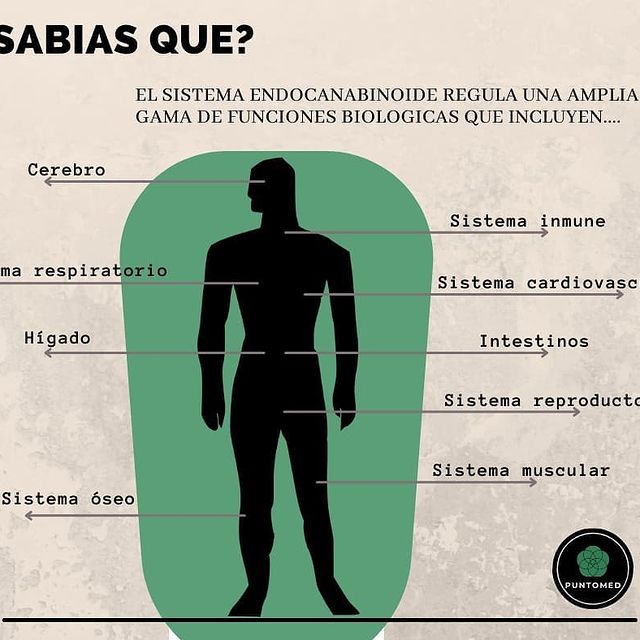 SABIAS QUE?
EL SISTEMA ENDOCANABINOIDE REGULA UNA AMPLIA
GAMA DE FUNCIONES BIOLOGICAS QUE INCLUYEN....
Cerebro
Sistema inmune
ma respiratorio
Sistema cardiovasc
Hígado
Intestinos
Sistema reproducto
Sistema muscular
Sistema óseo
PUNTOMED